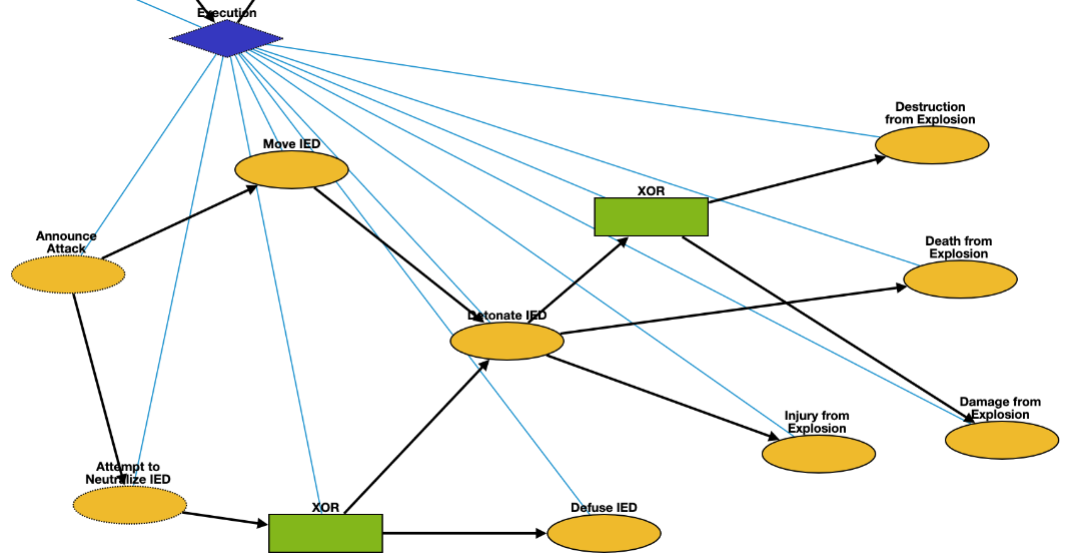 Execution
Destruction
from Explosion
Move IED
XOR
Announce
Attack
Death from
Explosion
Detonate IED
Damage from
Explosion
Injury from
Explosion
Attempt to
Neutralize IED
XOR
Defuse IED